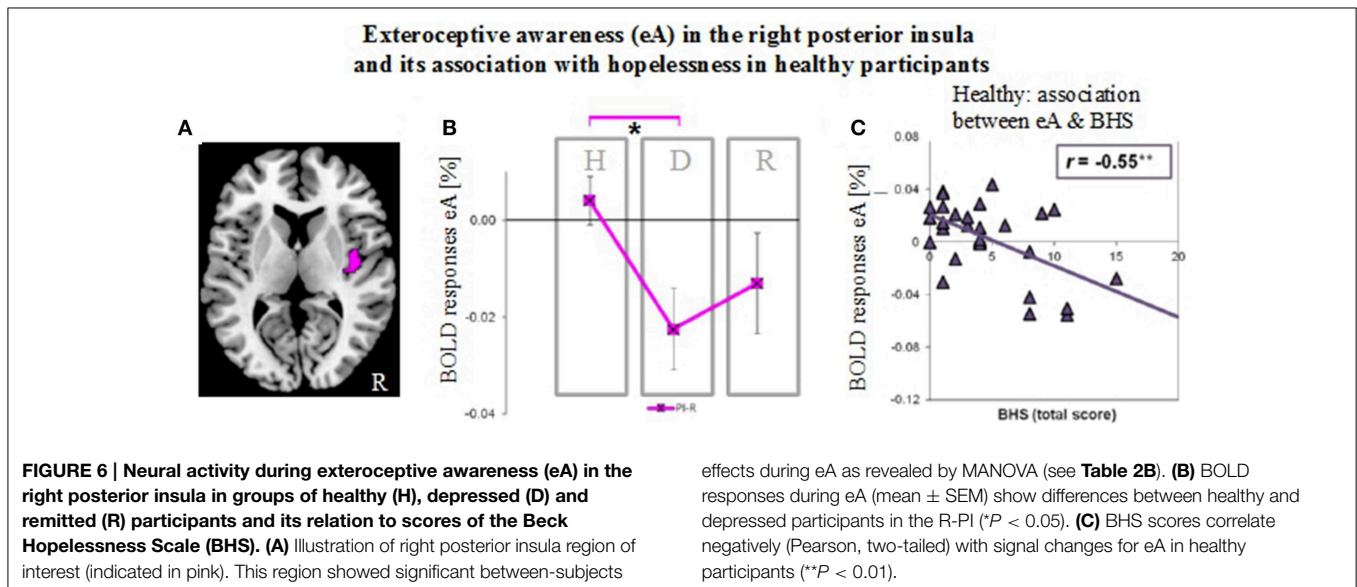 Exteroceptive awareness (eA) in the right posterior insula
and its association with hopelessness in healthy participants
A
R
B
*
H
D
R
BOLD responses eA [%]
0.00
-0.02
-0.04
PI-R
C
Healthy: association
between eA & BHS
r = -0.55**
BOLD responses eA [%]
0.08
0.04
0
-0.04
-0.08
-0.12
0
5
10
15
20
BHS (total score)
FIGURE 6 | Neural activity during exteroceptive awareness (eA) in the
right posterior insula in groups of healthy (H), depressed (D) and
remitted (R) participants and its relation to scores of the Beck
Hopelessness Scale (BHS). (A) Illustration of right posterior insula region of
interest (indicated in pink). This region showed significant between-subjects
effects during eA as revealed by MANOVA (see Table 2B). (B) BOLD
responses during eA (mean ± SEM) show differences between healthy and
depressed participants in the R-PI (*P < 0.05). (C) BHS scores correlate
negatively (Pearson, two-tailed) with signal changes for eA in healthy
participants (**P < 0.01).